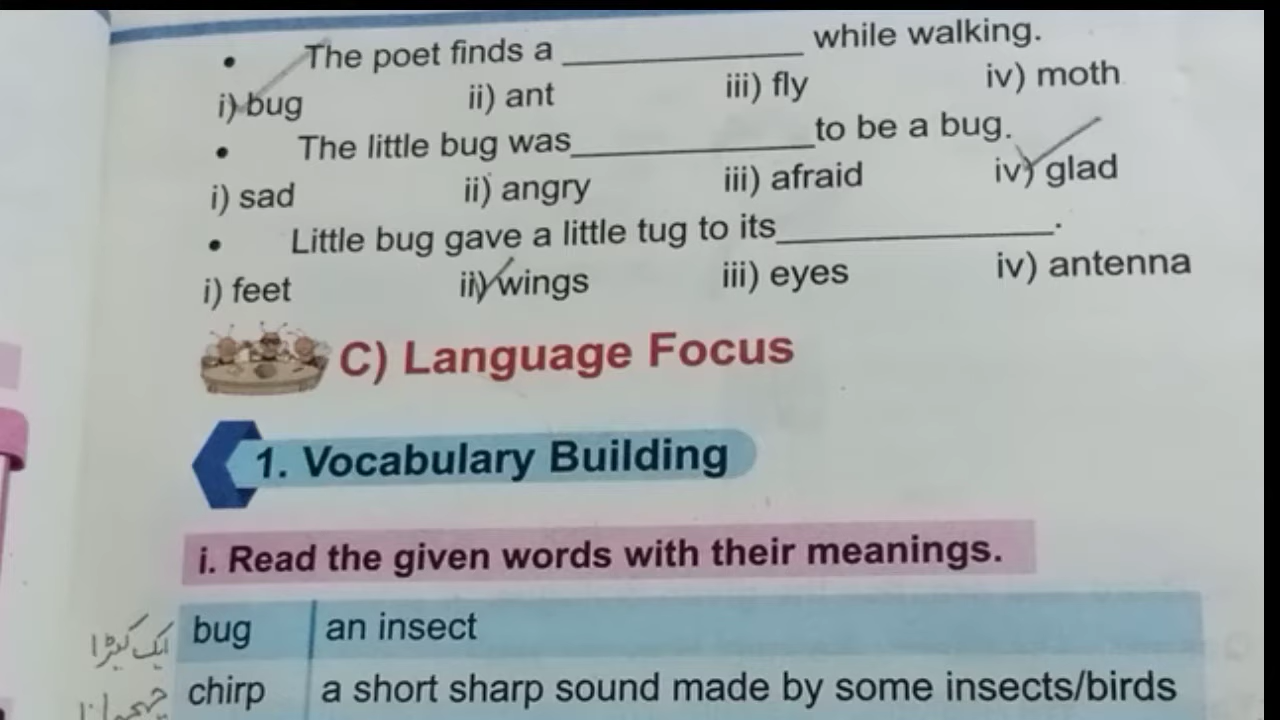 • The poet finds a ____________ while walking.
i) bug ii) ant iii) fly iv) moth
• The little bug was____________to be a bug.
i) sad ii) angry iii) afraid iv) glad
• Little bug gave a little tug to its______________.
i) feet ii) wings iii) eyes iv) antenna
C) Language Focus
1. Vocabulary Building
i. Read the given words with their meanings.
ایک کیڑا bug an insect
chirp a short sharp sound made by some insects/birds